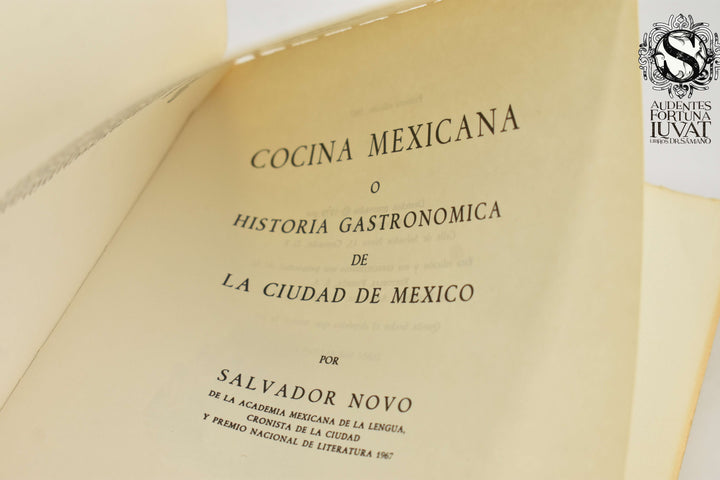 COCINA MEXICANA
O
HISTORIA GASTRONOMICA
DE
LA CIUDAD DE MEXICO
POR
SALVADOR NOVO
DE LA ACADEMIA MEXICANA DE LA LENGUA,
CRONISTA DE LA CIUDAD
Y PREMIO NACIONAL DE LITERATURA 1967
S
AUDENTES
FORTUNA
IUVAT
LIBROS DR. SÁMANO